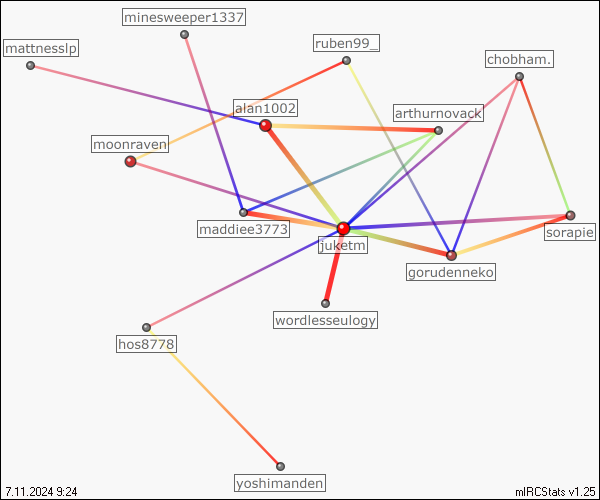 minesweeper1337
mattnesslp
ruben99_
chobham.
alan1002
arthurnovack
moonraven
maddiee3773
juketm
sorapie
gorudenneko
wordlesseulogy
hos8778
yoshimanden
7.11.2024 9:24
mIRCStats v1.25